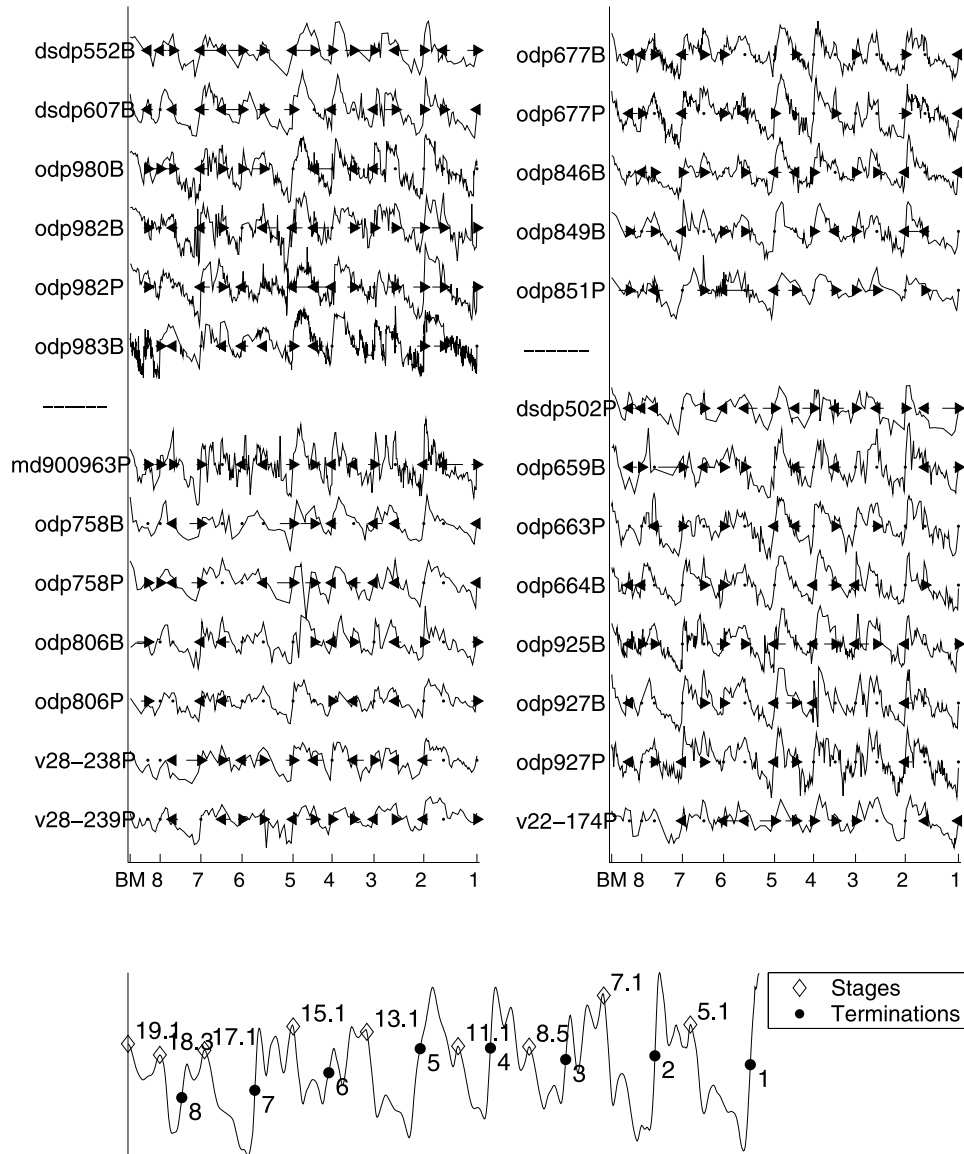 dsdp552B
dsdp607B
odp980B
odp982B
odp982P
odp983B
------
md900963P
odp758B
odp758P
odp806B
odp806P
v28-238P
v28-239P
BM 8 7 6 5 4 3 2 1
odp677B
odp677P
odp846B
odp849B
odp851P
------
dsdp502P
odp659B
odp663P
odp664B
odp925B
odp927B
odp927P
v22-174P
BM 8 7 6 5 4 3 2 1
19.1 18.3 17.1 15.1 13.1 11.1 8.5 7.1 5.1
8 7 6 5 4 3 2 1
Stages
Terminations